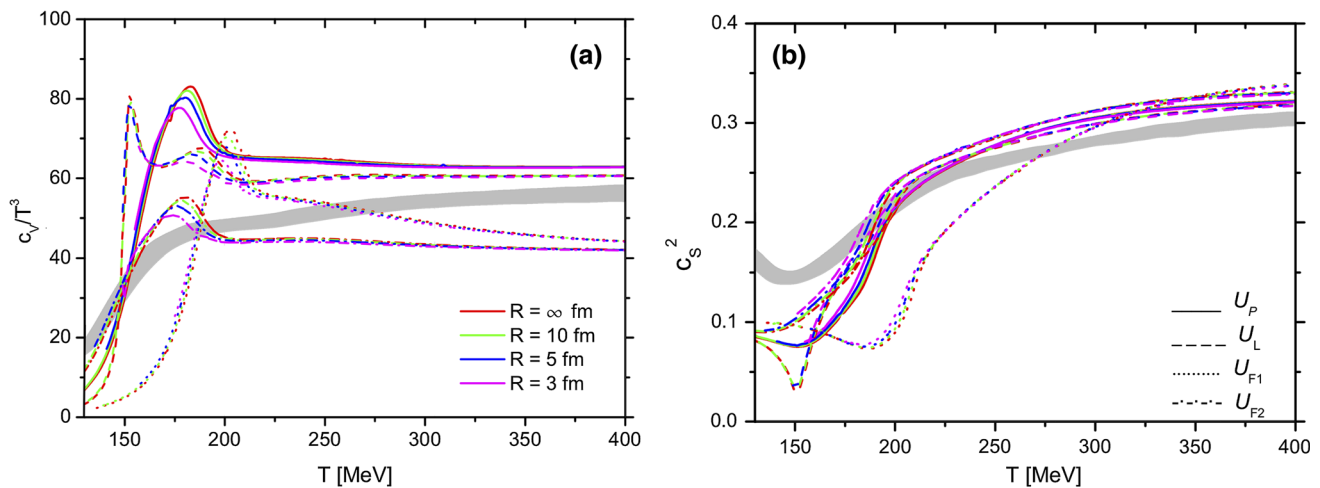 (a)
100
80
60
40
20
0
c_V/T^3
150 200 250 300 350 400
T [MeV]
R = ∞ fm
R = 10 fm
R = 5 fm
R = 3 fm
(b)
0.4
0.3
0.2
0.1
0.0
c_s^2
150 200 250 300 350 400
T [MeV]
U_P
U_L
U_F1
U_F2